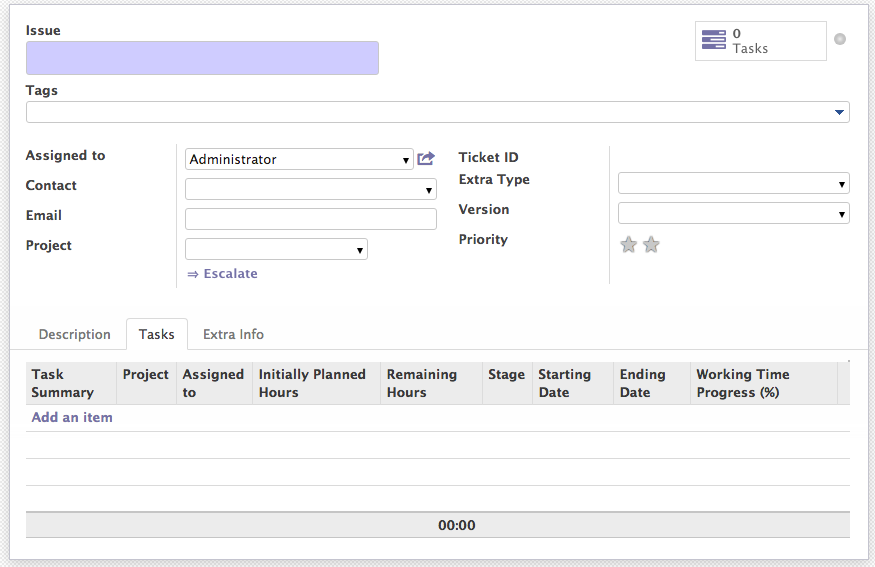 Issue
0
Tasks
Tags
Assigned to
Administrator
Contact
Email
Project
⇒ Escalate
Ticket ID
Extra Type
Version
Priority
Description Tasks Extra Info
Task Summary Project Assigned to Initially Planned Hours Remaining Hours Stage Starting Date Ending Date Working Time Progress (%)
Add an item
00:00